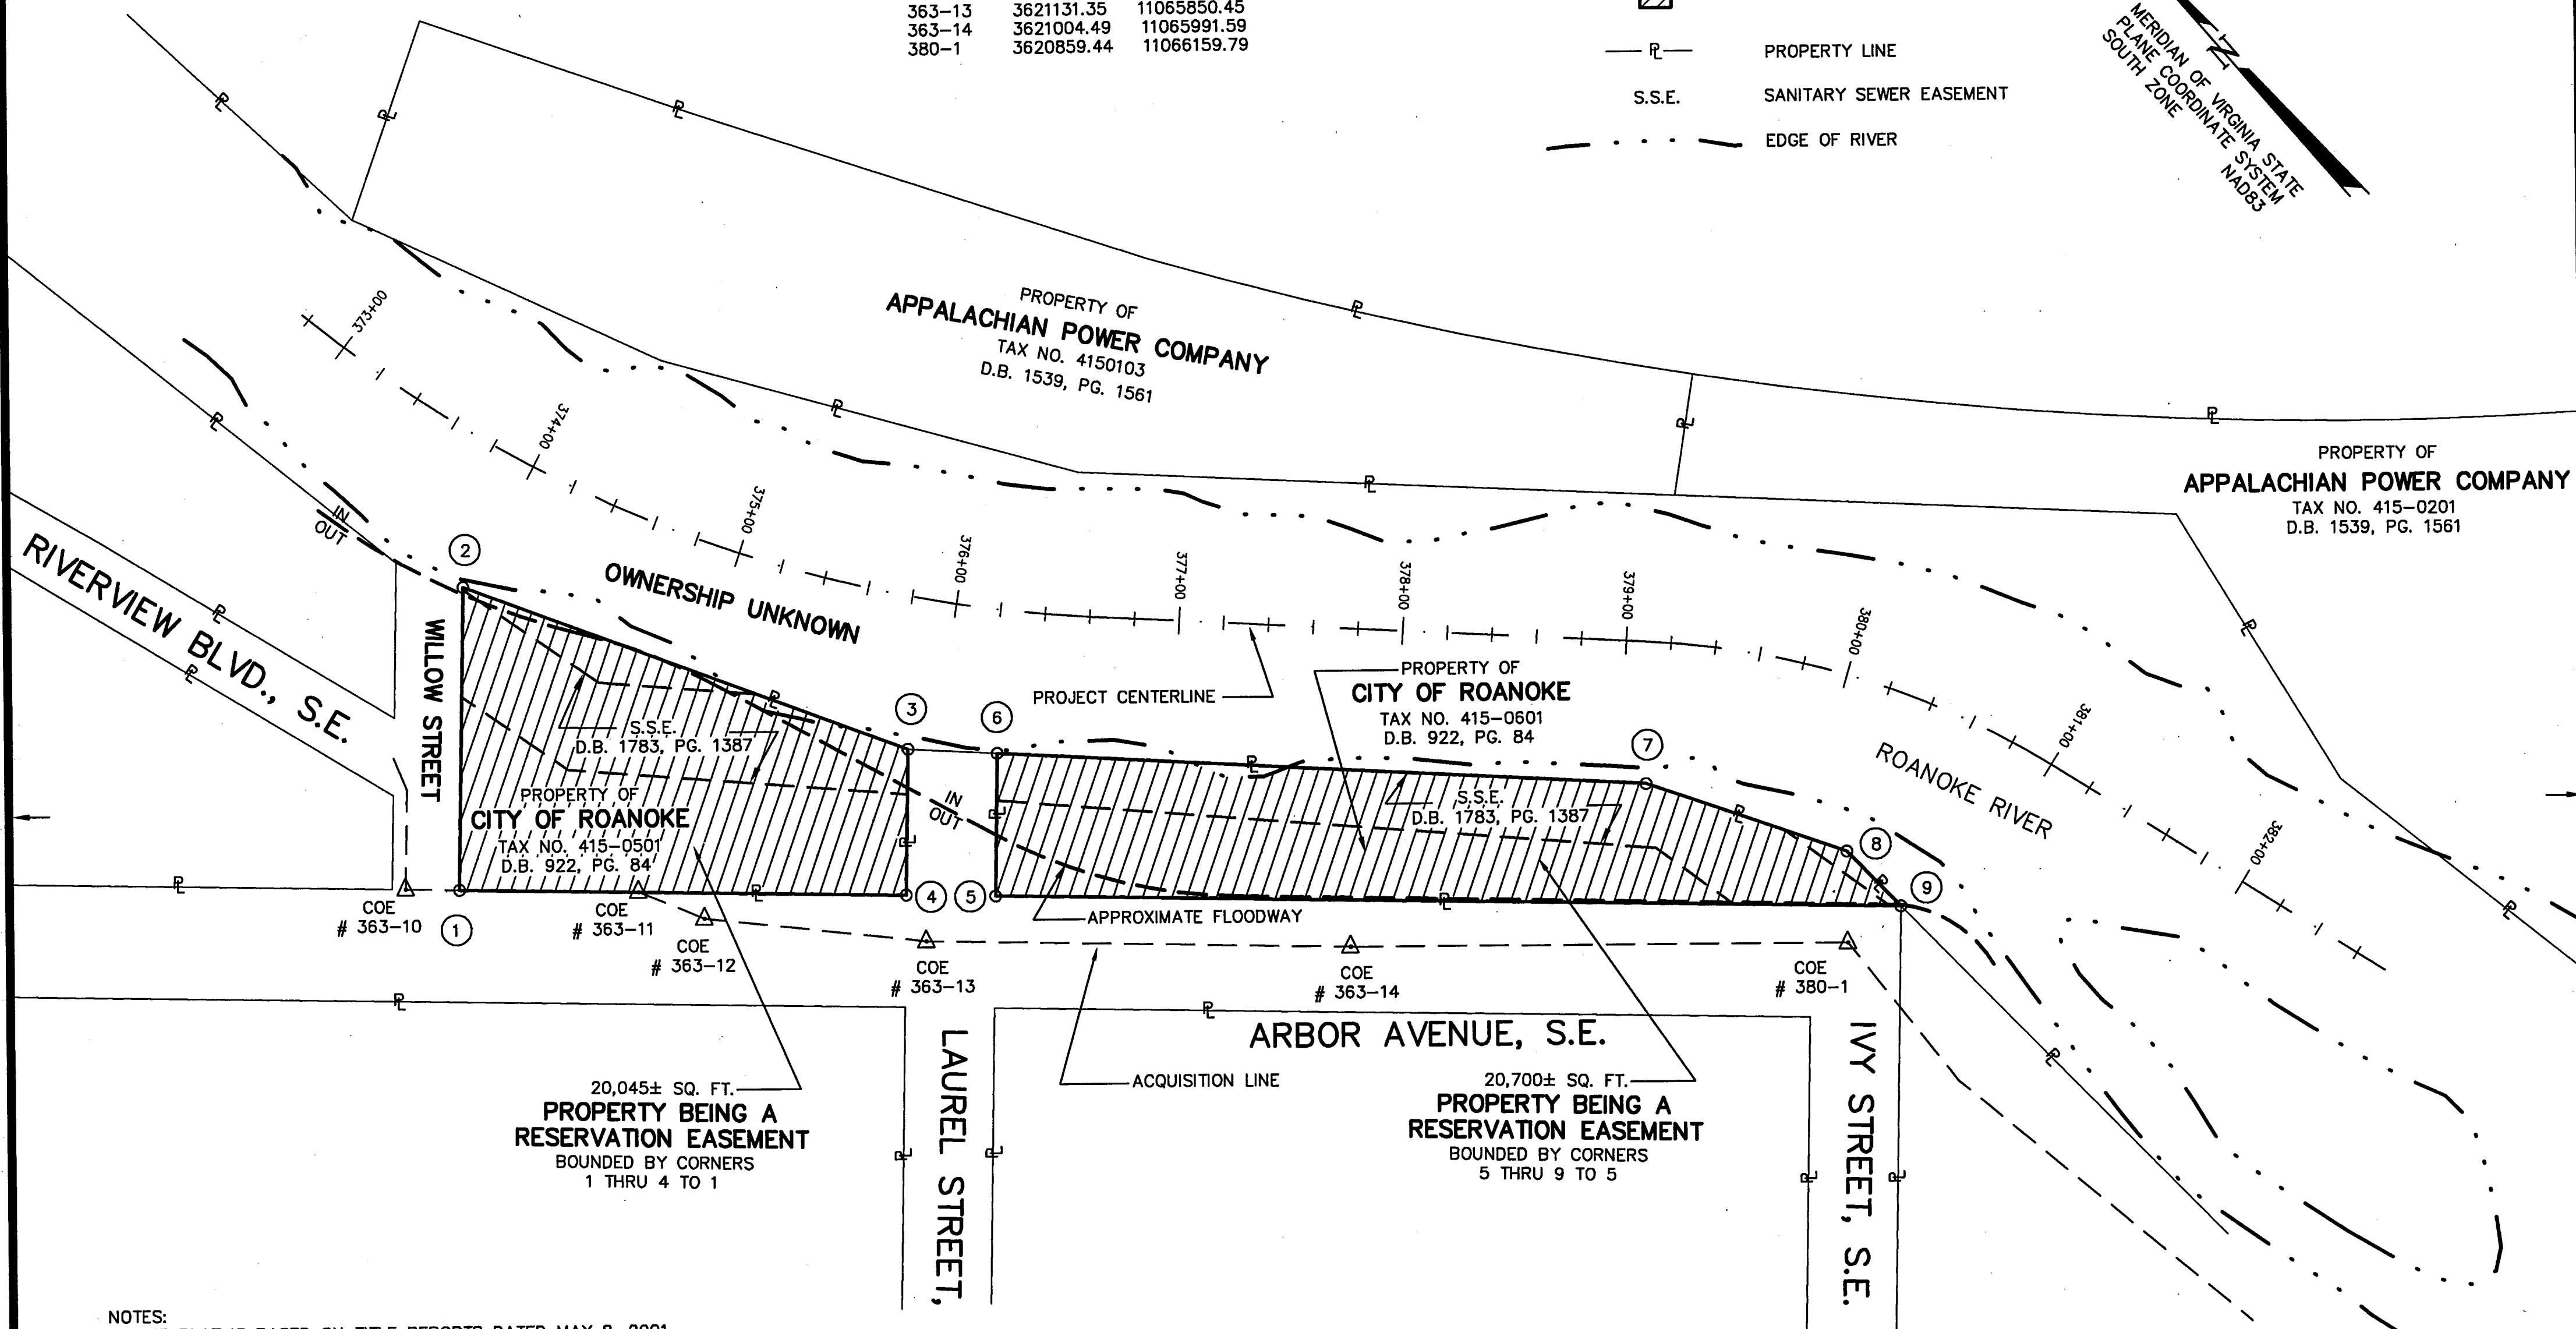 363-13 3621131.35 11065850.45
363-14 3621004.49 11065991.59
380-1 3620859.44 11066159.79
PL PROPERTY LINE
S.S.E. SANITARY SEWER EASEMENT
EDGE OF RIVER
N
MERIDIAN OF VIRGINIA STATE
PLANE COORDINATE SYSTEM
SOUTH ZONE
NAD83
PROPERTY OF
APPALACHIAN POWER COMPANY
TAX NO. 4150103
D.B. 1539, PG. 1561
PROPERTY OF
APPALACHIAN POWER COMPANY
TAX NO. 415-0201
D.B. 1539, PG. 1561
373+00
374+00
375+00
376+00
377+00
378+00
379+00
380+00
381+00
382+00
IN
OUT
RIVERVIEW BLVD., S.E.
WILLOW STREET
OWNERSHIP UNKNOWN
PROJECT CENTERLINE
PROPERTY OF
CITY OF ROANOKE
TAX NO. 415-0601
D.B. 922, PG. 84
ROANOKE RIVER
2
3
6
7
8
9
S.S.E.
D.B. 1783, PG. 1387
S.S.E.
D.B. 1783, PG. 1387
IN
OUT
PROPERTY OF
CITY OF ROANOKE
TAX NO. 415-0501
D.B. 922, PG. 84
1
4
5
APPROXIMATE FLOODWAY
COE
# 363-10
COE
# 363-11
COE
# 363-12
COE
# 363-13
COE
# 363-14
COE
# 380-1
ARBOR AVENUE, S.E.
LAUREL STREET,
IVY STREET, S.E.
ACQUISITION LINE
20,045± SQ. FT.
PROPERTY BEING A
RESERVATION EASEMENT
BOUNDED BY CORNERS
1 THRU 4 TO 1
20,700± SQ. FT.
PROPERTY BEING A
RESERVATION EASEMENT
BOUNDED BY CORNERS
5 THRU 9 TO 5
NOTES: